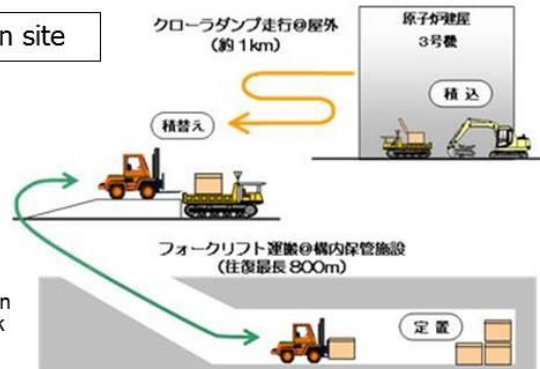 n site
クローラダンプ走行@屋外
(約1km)
原子炉建屋
3号機
積込
積替え
フォークリフト運搬@構内保管施設
(往復最長800m)
n
k
定置